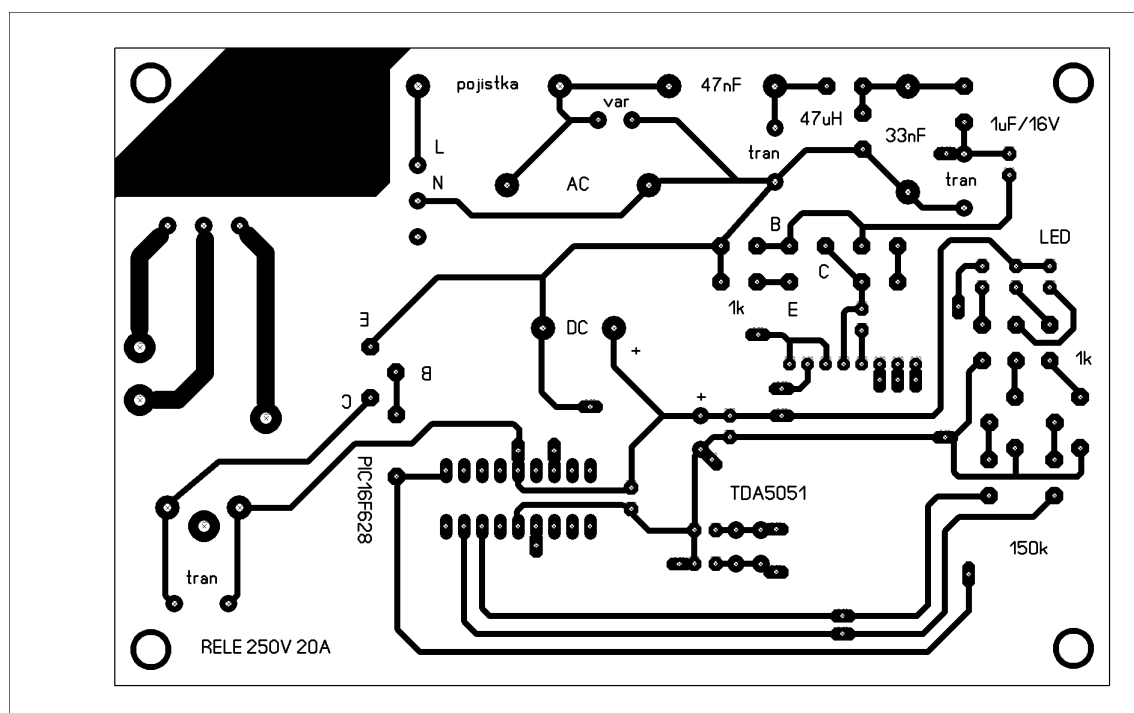 pojistka
47nF
var
47uH
1uF/16V
33nF
L
tran
N
AC
tran
B
LED
C
1k
E
E
DC
+
1k
B
+
C
PIC16F628
TDA5051
150k
tran
RELE 250V 20A